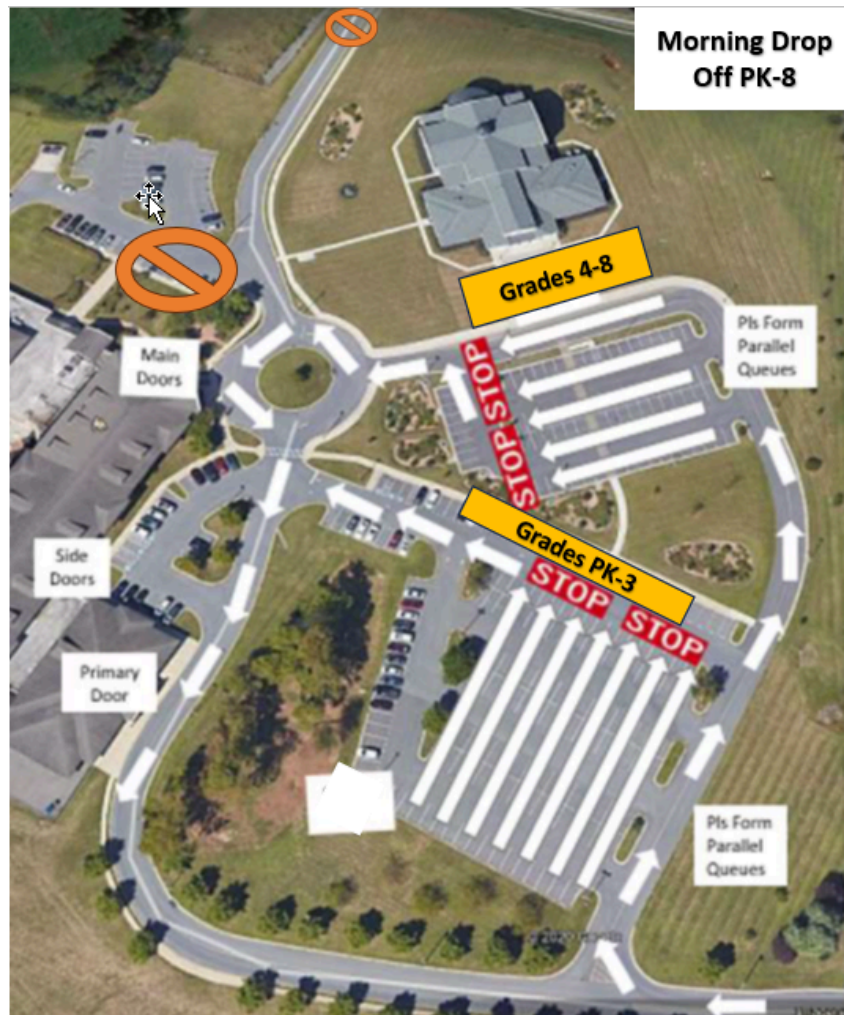 Morning Drop
Off PK-8
Grades 4-8
Pls Form
Parallel
Queues
Main
Doors
STOP
STOP
Grades PK-3
STOP
STOP
Side
Doors
Primary
Door
Pls Form
Parallel
Queues